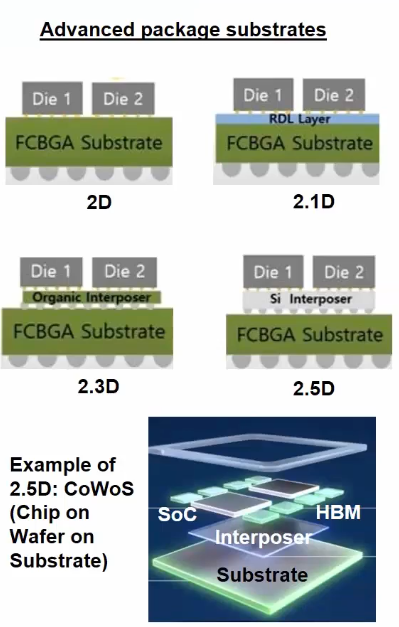 Advanced package substrates
Die 1 Die 2
FCBGA Substrate
2D
Die 1 Die 2
RDL Layer
FCBGA Substrate
2.1D
Die 1 Die 2
Organic Interposer
FCBGA Substrate
2.3D
Die 1 Die 2
Si Interposer
FCBGA Substrate
2.5D
Example of
2.5D: CoWoS
(Chip on
Wafer on
Substrate)
SoC
HBM
Interposer
Substrate